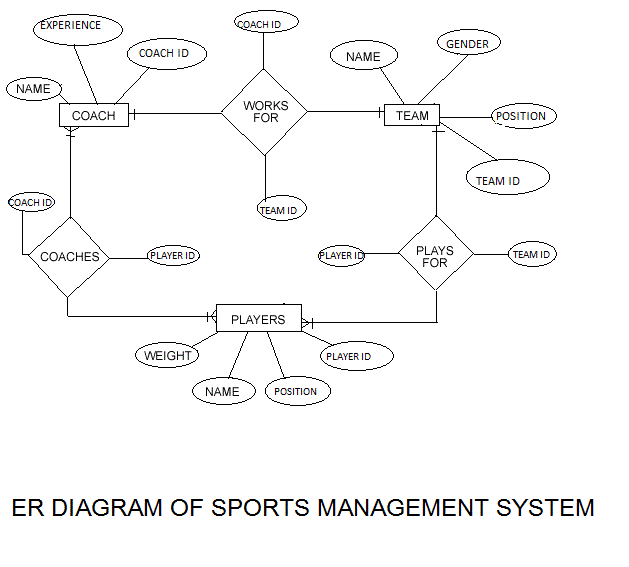 EXPERIENCE
COACH ID
GENDER
COACH ID
NAME
NAME
WORKS
FOR
COACH
TEAM
POSITION
TEAM ID
COACH ID
TEAM ID
COACHES
PLAYER ID
PLAYER ID
PLAYS
FOR
TEAM ID
PLAYERS
WEIGHT
PLAYER ID
NAME
POSITION
ER DIAGRAM OF SPORTS MANAGEMENT SYSTEM